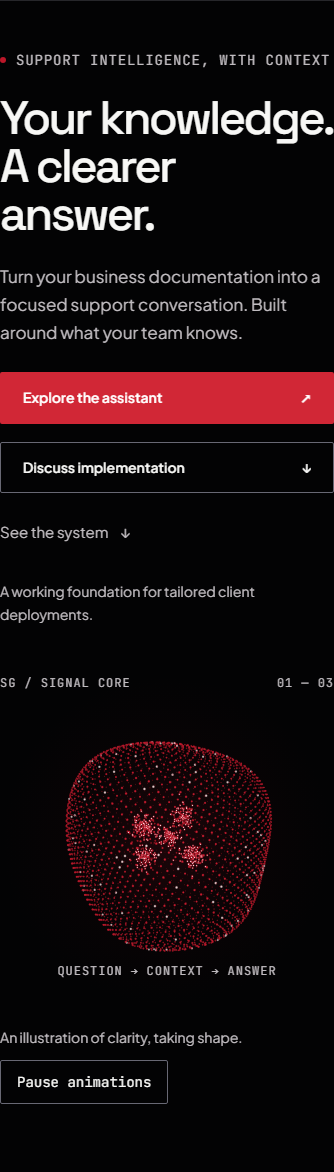 SUPPORT INTELLIGENCE, WITH CONTEXT
Your knowledge.
A clearer
answer.
Turn your business documentation into a
focused support conversation. Built
around what your team knows.
Explore the assistant ↗
Discuss implementation ↓
See the system ↓
A working foundation for tailored client
deployments.
SG / SIGNAL CORE 01 — 03
QUESTION → CONTEXT → ANSWER
An illustration of clarity, taking shape.
Pause animations